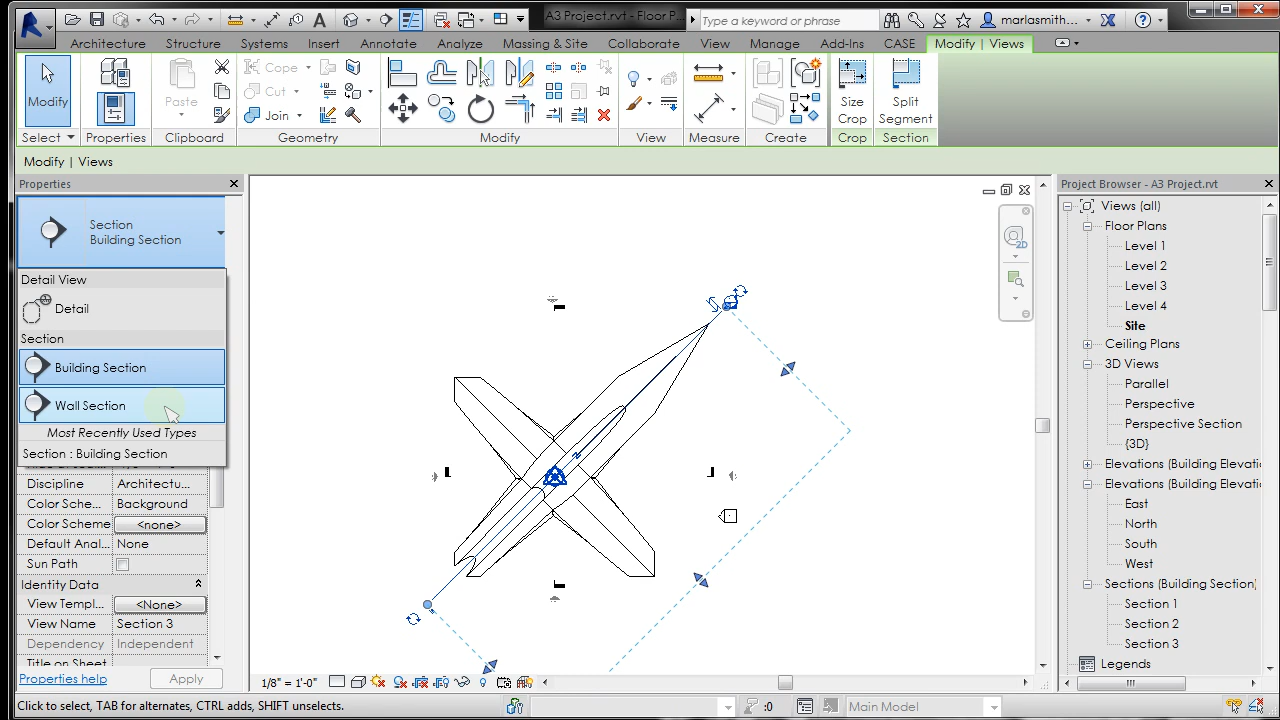 A3 Project.rvt - Floor P...
Type a keyword or phrase
marlasmith...
Architecture Structure Systems Insert Annotate Analyze Massing & Site Collaborate View Manage Add-Ins CASE Modify | Views
Modify
Select
Properties
Paste
Clipboard
Cope
Cut
Join
Geometry
Modify
View
Measure
Create
Size
Crop
Crop
Split
Segment
Section
Modify | Views
Properties
Section
Building Section
Detail View
Detail
Section
Building Section
Wall Section
Most Recently Used Types
Section : Building Section
Discipline Architectu...
Color Sche... Background
Color Scheme <none>
Default Anal... None
Sun Path
Identity Data
View Templ... <None>
View Name Section 3
Dependency Independent
Title on Sheet
Properties help
Apply
2D
1/8" = 1'-0"
Project Browser - A3 Project.rvt
Views (all)
Floor Plans
Level 1
Level 2
Level 3
Level 4
Site
Ceiling Plans
3D Views
Parallel
Perspective
Perspective Section
{3D}
Elevations (Building Elevati
Elevations (Building Elevati
East
North
South
West
Sections (Building Section)
Section 1
Section 2
Section 3
Legends
Click to select, TAB for alternates, CTRL adds, SHIFT unselects.
:0
Main Model